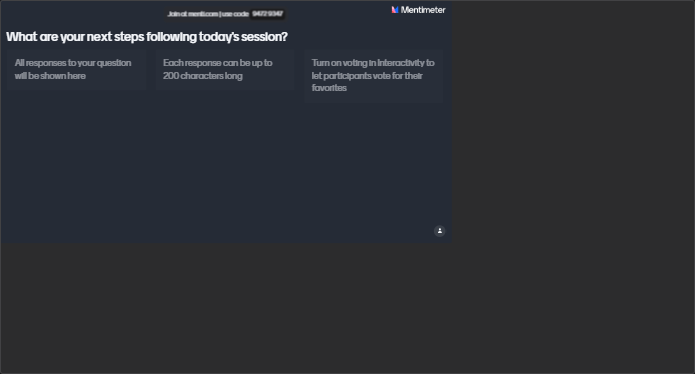 Join at menti.com | use code 9472 9347
Mentimeter
What are your next steps following today's session?
All responses to your question
will be shown here
Each response can be up to
200 characters long
Turn on voting in Interactivity to
let participants vote for their
favorites